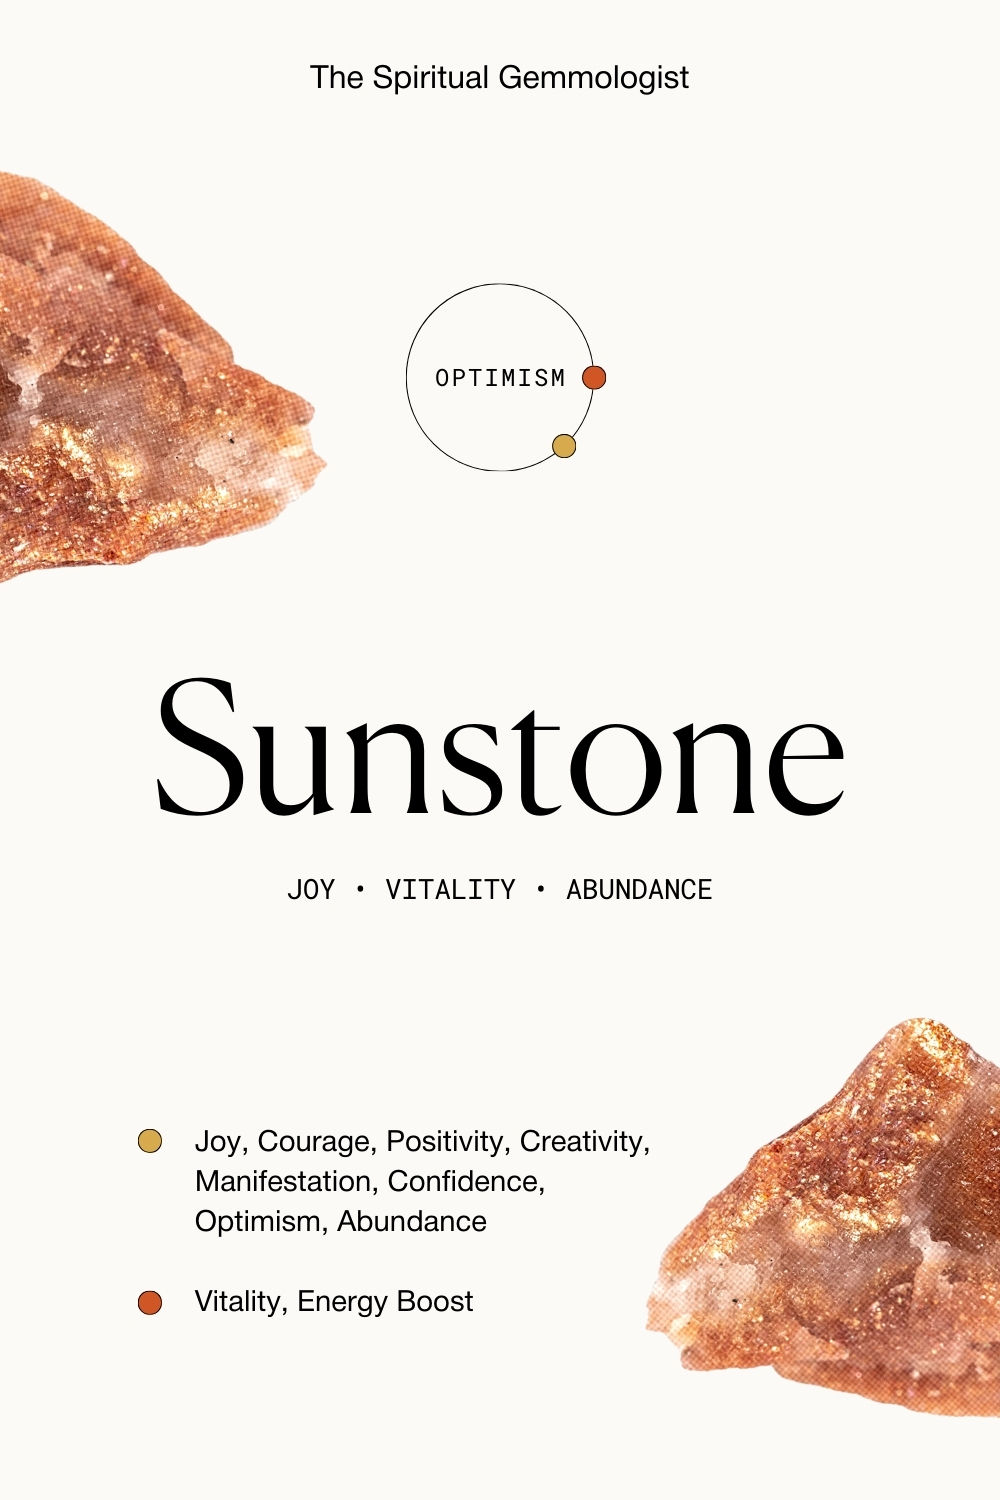 The Spiritual Gemmologist
OPTIMISM
Sunstone
JOY • VITALITY • ABUNDANCE
Joy, Courage, Positivity, Creativity,
Manifestation, Confidence,
Optimism, Abundance
Vitality, Energy Boost